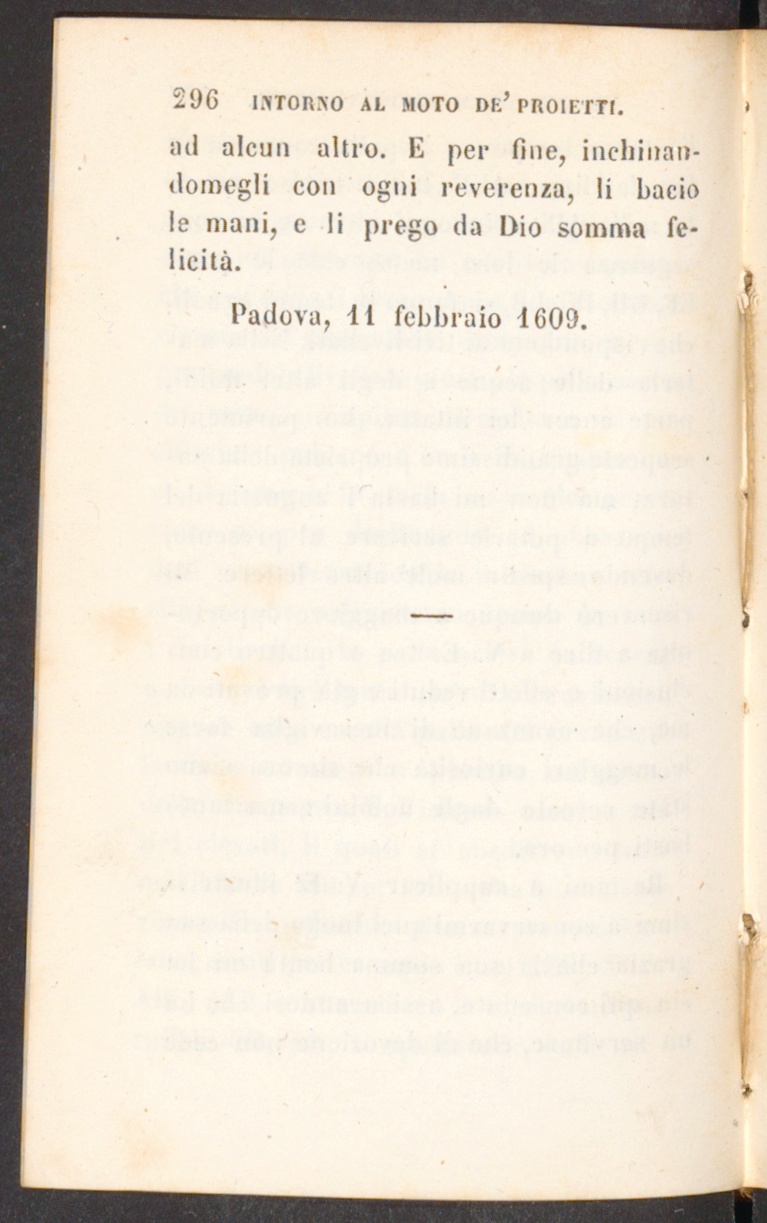 296 INTORNO AL MOTO DE' PROIETTI.
ad alcun altro. E per fine, inchinan-
domegli con ogni reverenza, li bacio
le mani, e li prego da Dio somma fe-
licità.
Padova, 11 febbraio 1609.